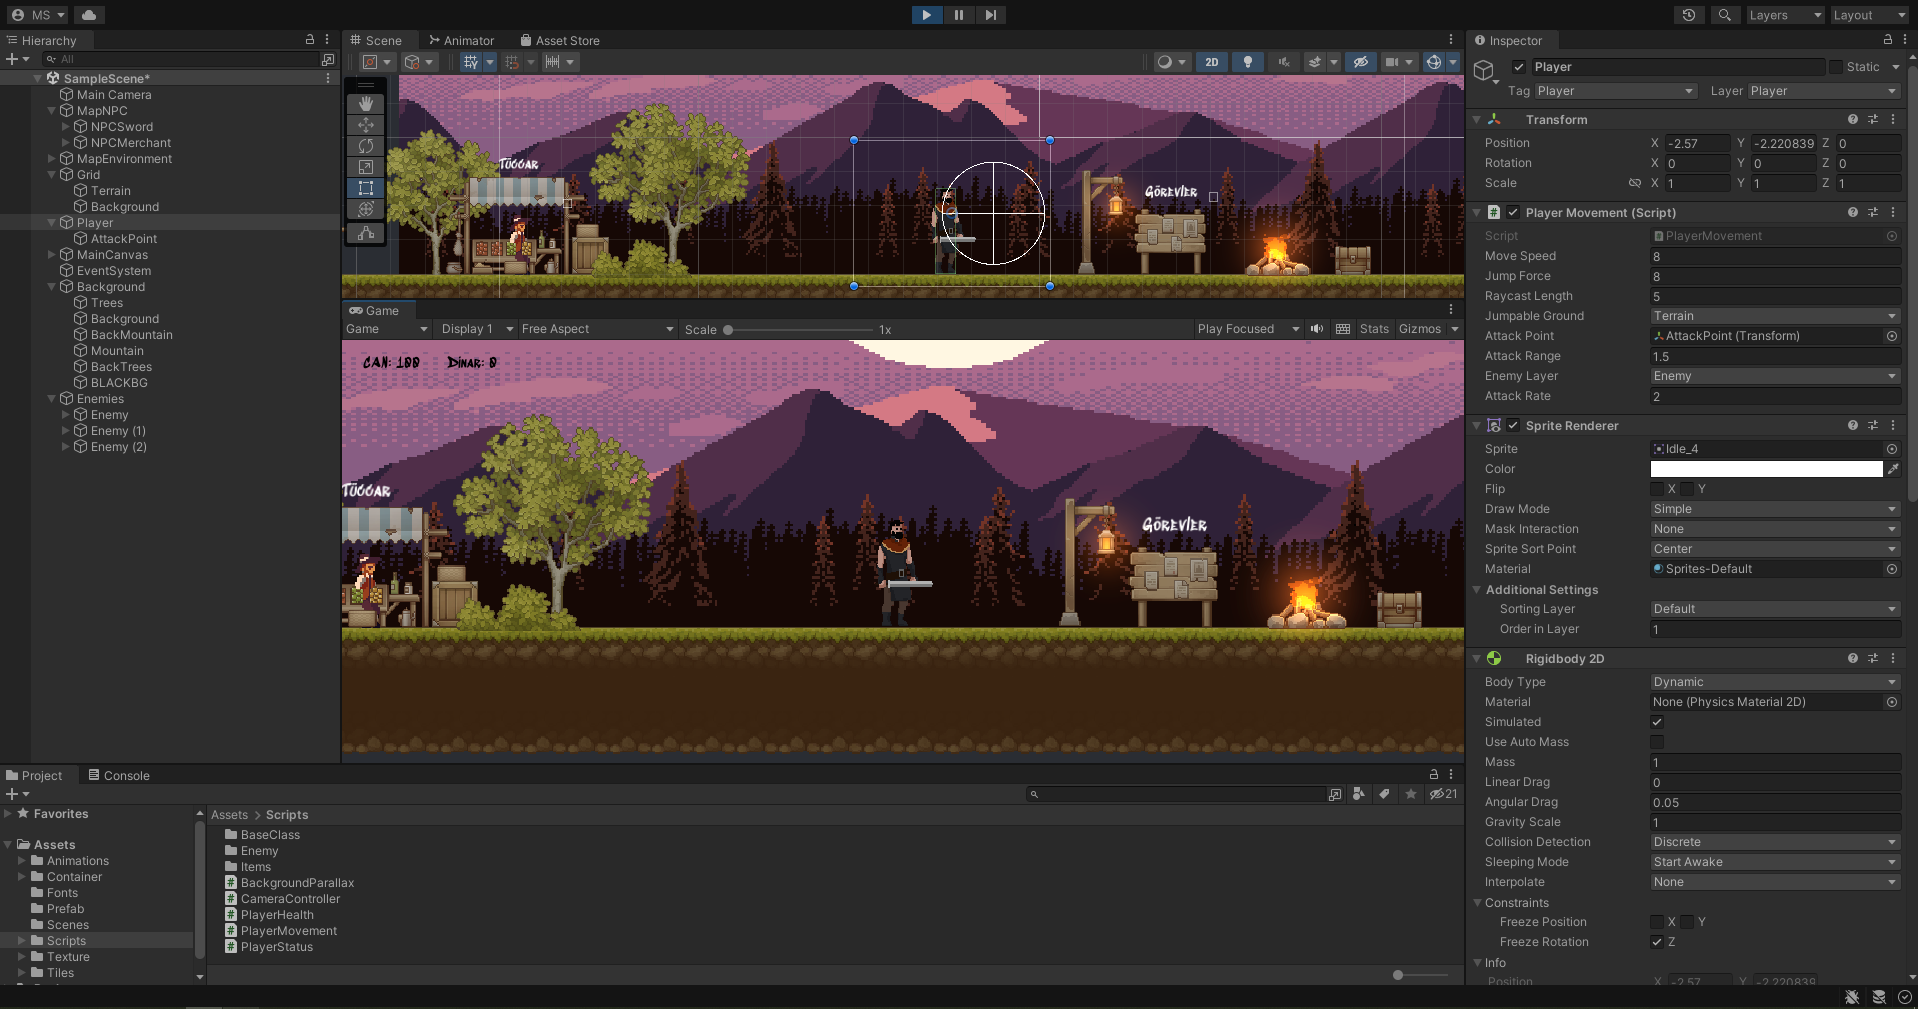 MS
Layers
Layout
Hierarchy
All
SampleScene*
Main Camera
MapNPC
NPCSword
NPCMerchant
MapEnvironment
Grid
Terrain
Background
Player
AttackPoint
MainCanvas
EventSystem
Background
Trees
Background
BackMountain
Mountain
BackTrees
BLACKBG
Enemies
Enemy
Enemy (1)
Enemy (2)
Scene
Animator
Asset Store
2D
TÜGGAR
GÖREVlER
Game
Game
Display 1
Free Aspect
Scale
1x
Play Focused
Stats
Gizmos
CAN: 100
DiNAR: 0
TÜGGAR
GÖREVlER
Project
Console
21
Favorites
Assets
Animations
Container
Fonts
Prefab
Scenes
Scripts
Texture
Tiles
Assets > Scripts
BaseClass
Enemy
Items
BackgroundParallax
CameraController
PlayerHealth
PlayerMovement
PlayerStatus
Inspector
Player
Static
Tag Player
Layer Player
Transform
Position X -2.57 Y -2.220839 Z 0
Rotation X 0 Y 0 Z 0
Scale X 1 Y 1 Z 1
Player Movement (Script)
Script PlayerMovement
Move Speed 8
Jump Force 8
Raycast Length 5
Jumpable Ground Terrain
Attack Point AttackPoint (Transform)
Attack Range 1.5
Enemy Layer Enemy
Attack Rate 2
Sprite Renderer
Sprite Idle_4
Color
Flip X Y
Draw Mode Simple
Mask Interaction None
Sprite Sort Point Center
Material Sprites-Default
Additional Settings
Sorting Layer Default
Order in Layer 1
Rigidbody 2D
Body Type Dynamic
Material None (Physics Material 2D)
Simulated
Use Auto Mass
Mass 1
Linear Drag 0
Angular Drag 0.05
Gravity Scale 1
Collision Detection Discrete
Sleeping Mode Start Awake
Interpolate None
Constraints
Freeze Position X Y
Freeze Rotation Z
Info
Position X -2.57 Y -2.220839